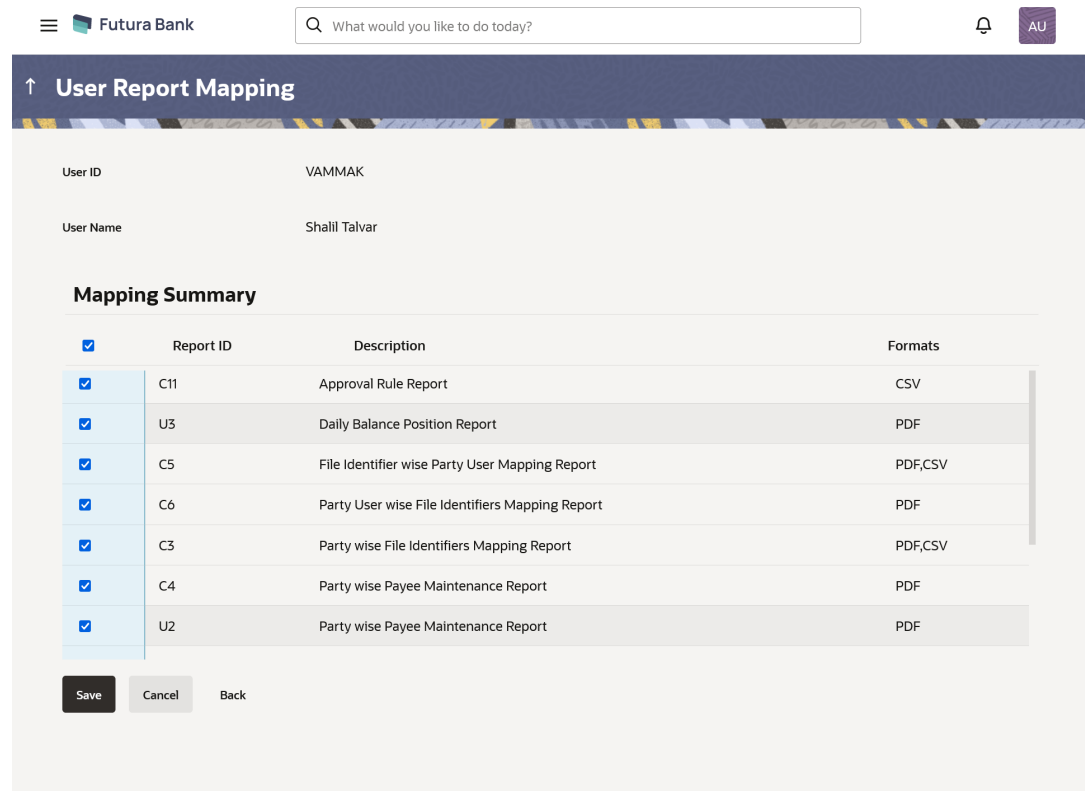 Futura Bank
What would you like to do today?
AU
User Report Mapping
User ID VAMMAK
User Name Shalil Talvar
Mapping Summary
Report ID Description Formats
C11 Approval Rule Report CSV
U3 Daily Balance Position Report PDF
C5 File Identifier wise Party User Mapping Report PDF,CSV
C6 Party User wise File Identifiers Mapping Report PDF
C3 Party wise File Identifiers Mapping Report PDF,CSV
C4 Party wise Payee Maintenance Report PDF
U2 Party wise Payee Maintenance Report PDF
Save Cancel Back